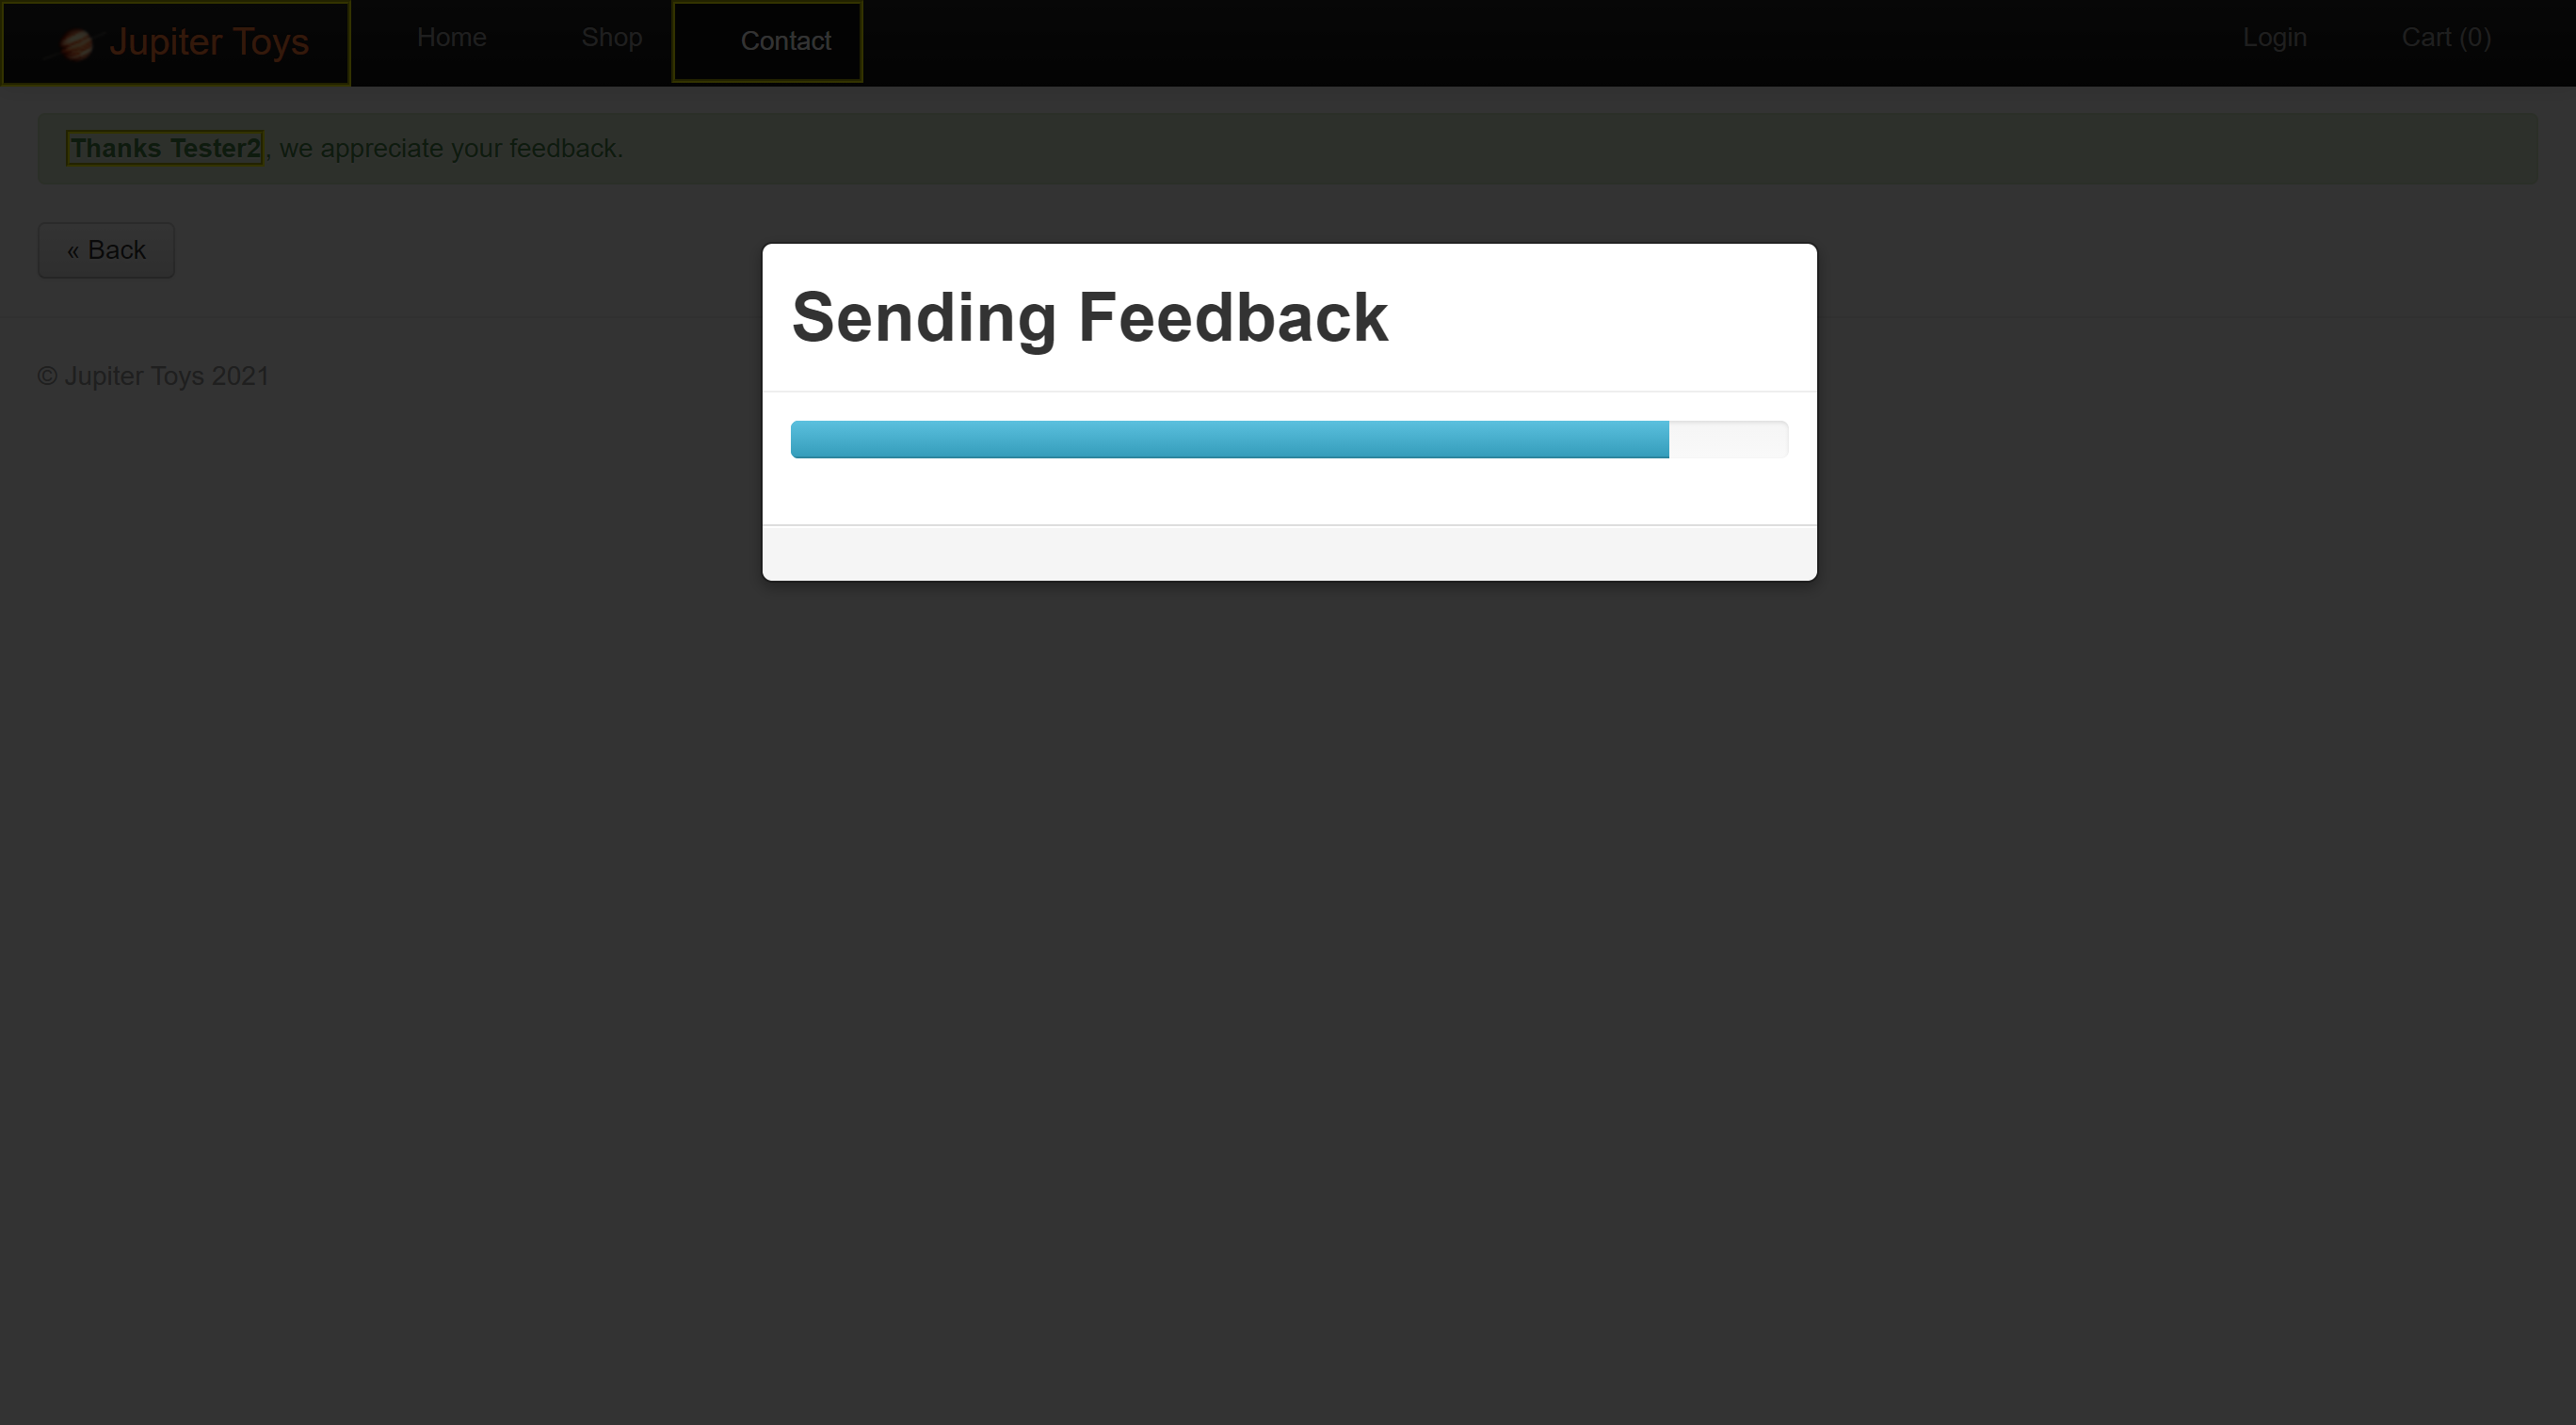 Jupiter Toys
Home
Shop
Contact
Login
Cart (0)
Thanks Tester2, we appreciate your feedback.
« Back
Sending Feedback
© Jupiter Toys 2021